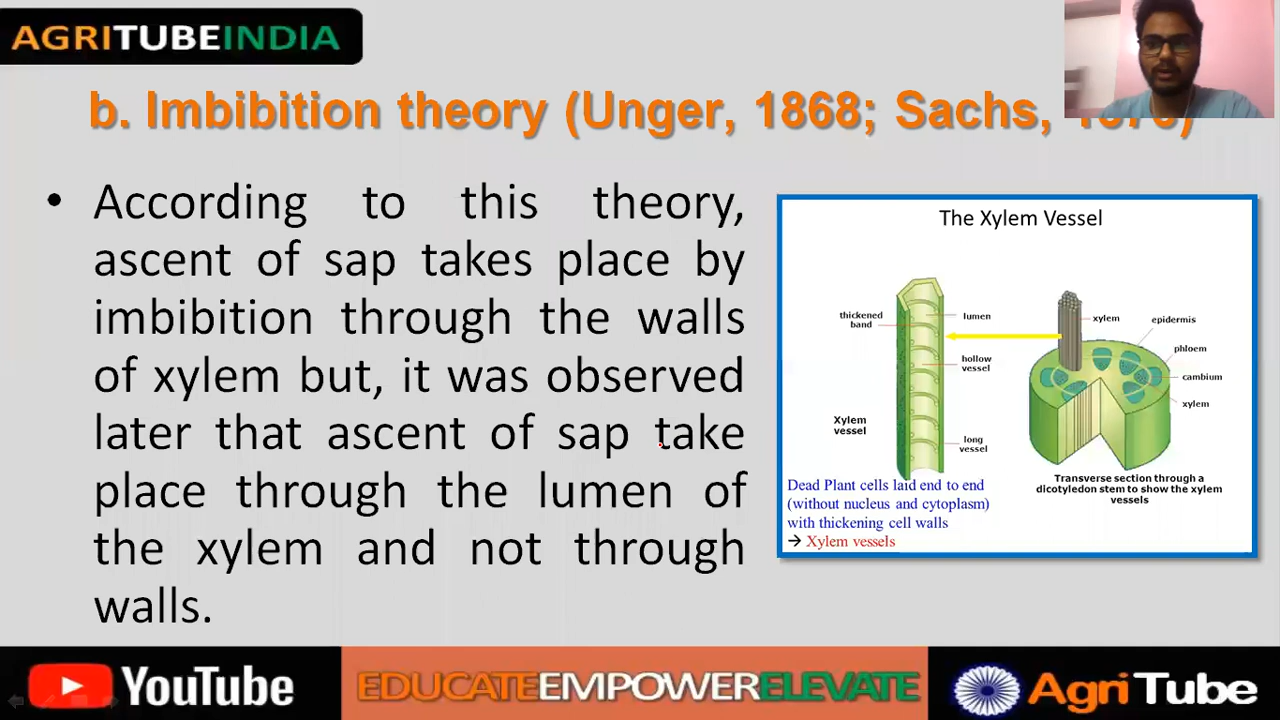 AGRITUBEINDIA
b. Imbibition theory (Unger, 1868; Sachs,
• According to this theory,
ascent of sap takes place by
imbibition through the walls
of xylem but, it was observed
later that ascent of sap take
place through the lumen of
the xylem and not through
walls.
The Xylem Vessel
thickened
band
lumen
hollow
vessel
Xylem
vessel
long
vessel
xylem
epidermis
phloem
cambium
xylem
Transverse section through a
dicotyledon stem to show the xylem
vessels
Dead Plant cells laid end to end
(without nucleus and cytoplasm)
with thickening cell walls
→ Xylem vessels
YouTube
EDUCATEEMPOWERELEVATE
Agri Tube